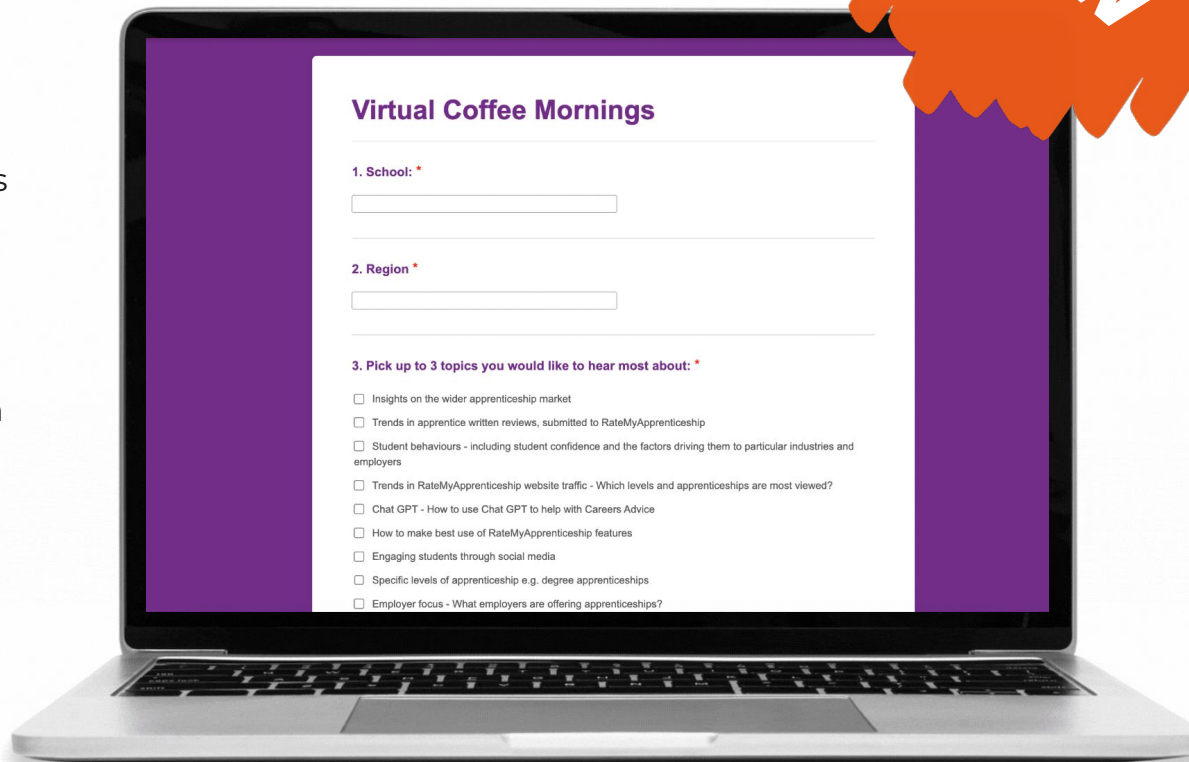 Virtual Coffee Mornings
1. School: *
2. Region *
3. Pick up to 3 topics you would like to hear most about: *
Insights on the wider apprenticeship market
Trends in apprentice written reviews, submitted to RateMyApprenticeship
Student behaviours - including student confidence and the factors driving them to particular industries and
employers
Trends in RateMyApprenticeship website traffic - Which levels and apprenticeships are most viewed?
Chat GPT - How to use Chat GPT to help with Careers Advice
How to make best use of RateMyApprenticeship features
Engaging students through social media
Specific levels of apprenticeship e.g. degree apprenticeships
Employer focus - What employers are offering apprenticeships?